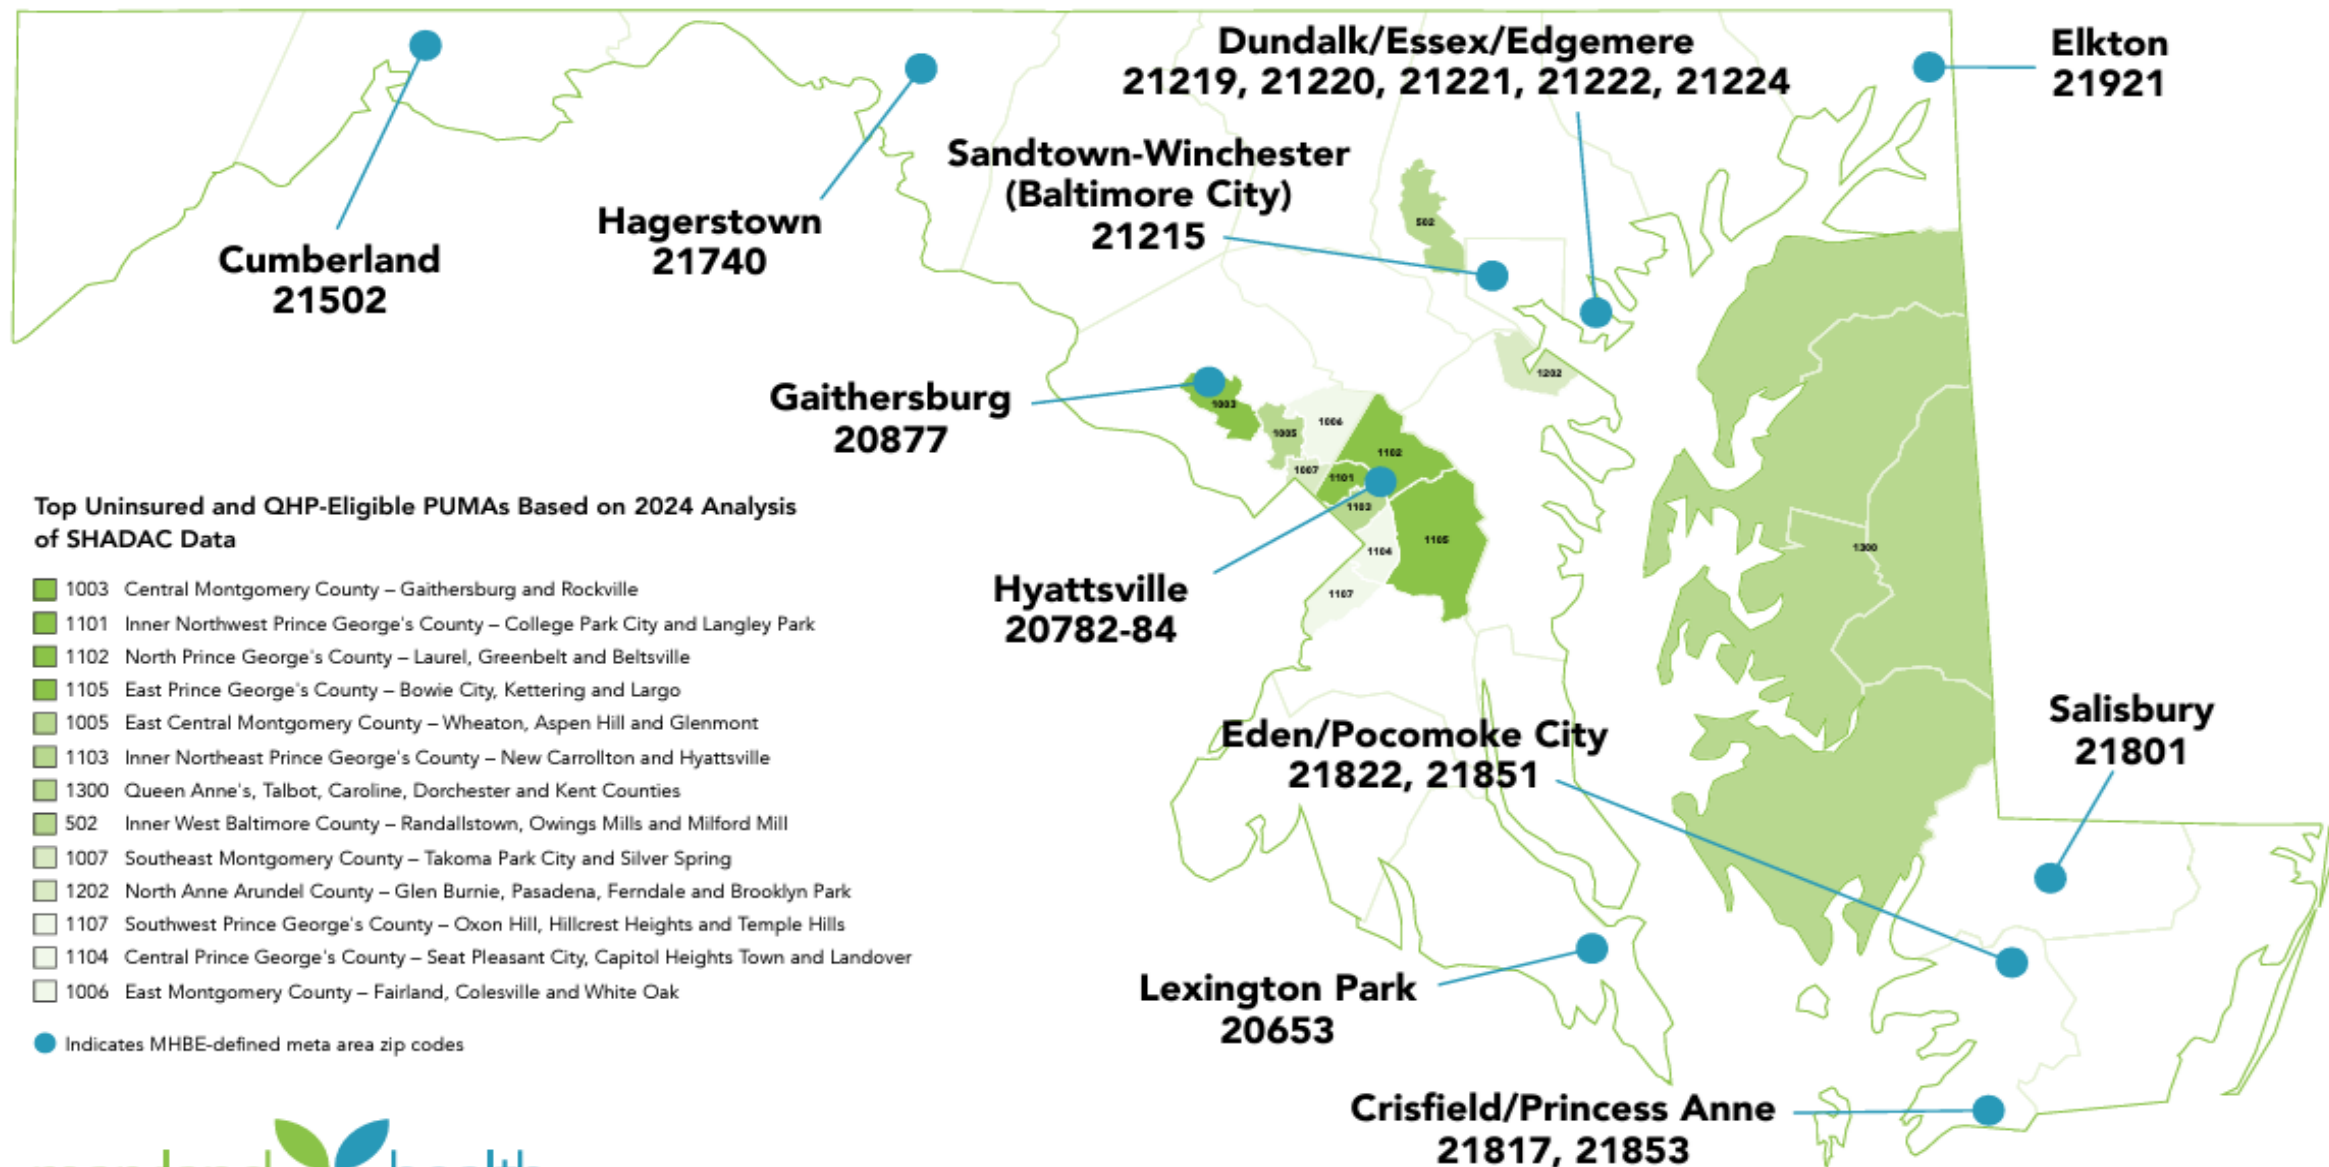 Dundalk/Essex/Edgemere
21219, 21220, 21221, 21222, 21224
Elkton
21921
Sandtown-Winchester
(Baltimore City)
21215
Hagerstown
21740
Cumberland
21502
Gaithersburg
20877
Hyattsville
20782-84
Eden/Pocomoke City
21822, 21851
Salisbury
21801
Lexington Park
20653
Crisfield/Princess Anne
21817, 21853
502
1202
1003
1005
1006
1102
1007
1101
1103
1105
1104
1107
1300
Top Uninsured and QHP-Eligible PUMAs Based on 2024 Analysis
of SHADAC Data
1003 Central Montgomery County – Gaithersburg and Rockville
1101 Inner Northwest Prince George's County – College Park City and Langley Park
1102 North Prince George's County – Laurel, Greenbelt and Beltsville
1105 East Prince George's County – Bowie City, Kettering and Largo
1005 East Central Montgomery County – Wheaton, Aspen Hill and Glenmont
1103 Inner Northeast Prince George's County – New Carrollton and Hyattsville
1300 Queen Anne's, Talbot, Caroline, Dorchester and Kent Counties
502 Inner West Baltimore County – Randallstown, Owings Mills and Milford Mill
1007 Southeast Montgomery County – Takoma Park City and Silver Spring
1202 North Anne Arundel County – Glen Burnie, Pasadena, Ferndale and Brooklyn Park
1107 Southwest Prince George's County – Oxon Hill, Hillcrest Heights and Temple Hills
1104 Central Prince George's County – Seat Pleasant City, Capitol Heights Town and Landover
1006 East Montgomery County – Fairland, Colesville and White Oak
Indicates MHBE-defined meta area zip codes